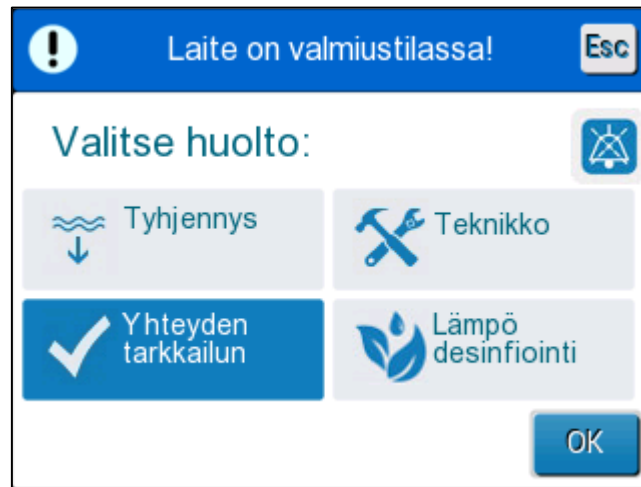 Laite on valmiustilassa!
Esc
Valitse huolto:
Tyhjennys
Teknikko
Yhteyden
tarkkailun
Lämpö
desinfiointi
OK